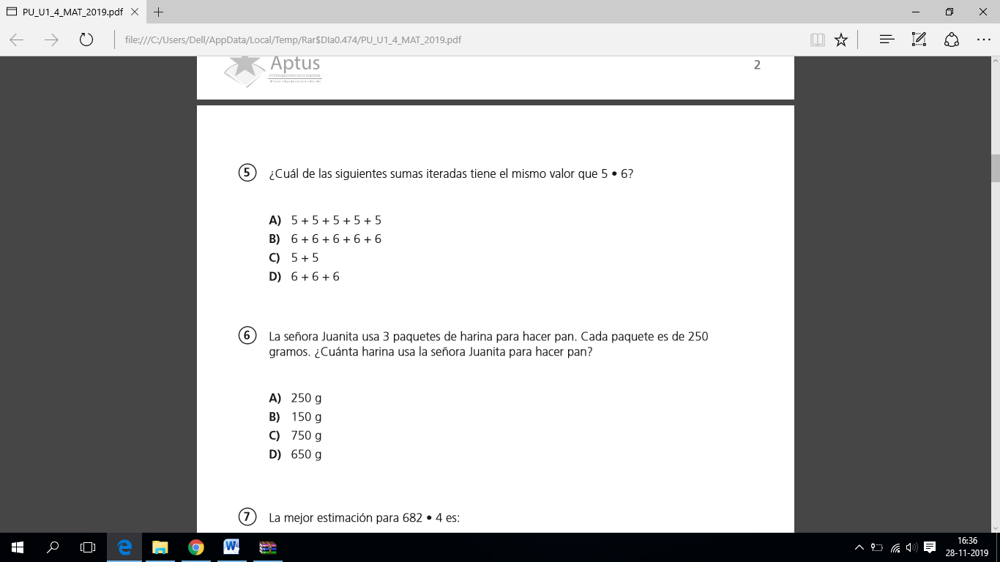 PU_U1_4_MAT_2019.pdf
file:///C:/Users/Dell/AppData/Local/Temp/Rar$DIa0.474/PU_U1_4_MAT_2019.pdf
Aptus
POTENCIADORA EDUCACIONAL
2
5 ¿Cuál de las siguientes sumas iteradas tiene el mismo valor que 5 • 6?
A) 5 + 5 + 5 + 5 + 5
B) 6 + 6 + 6 + 6 + 6
C) 5 + 5
D) 6 + 6 + 6
6 La señora Juanita usa 3 paquetes de harina para hacer pan. Cada paquete es de 250
gramos. ¿Cuánta harina usa la señora Juanita para hacer pan?
A) 250 g
B) 150 g
C) 750 g
D) 650 g
7 La mejor estimación para 682 • 4 es:
16:36
28-11-2019